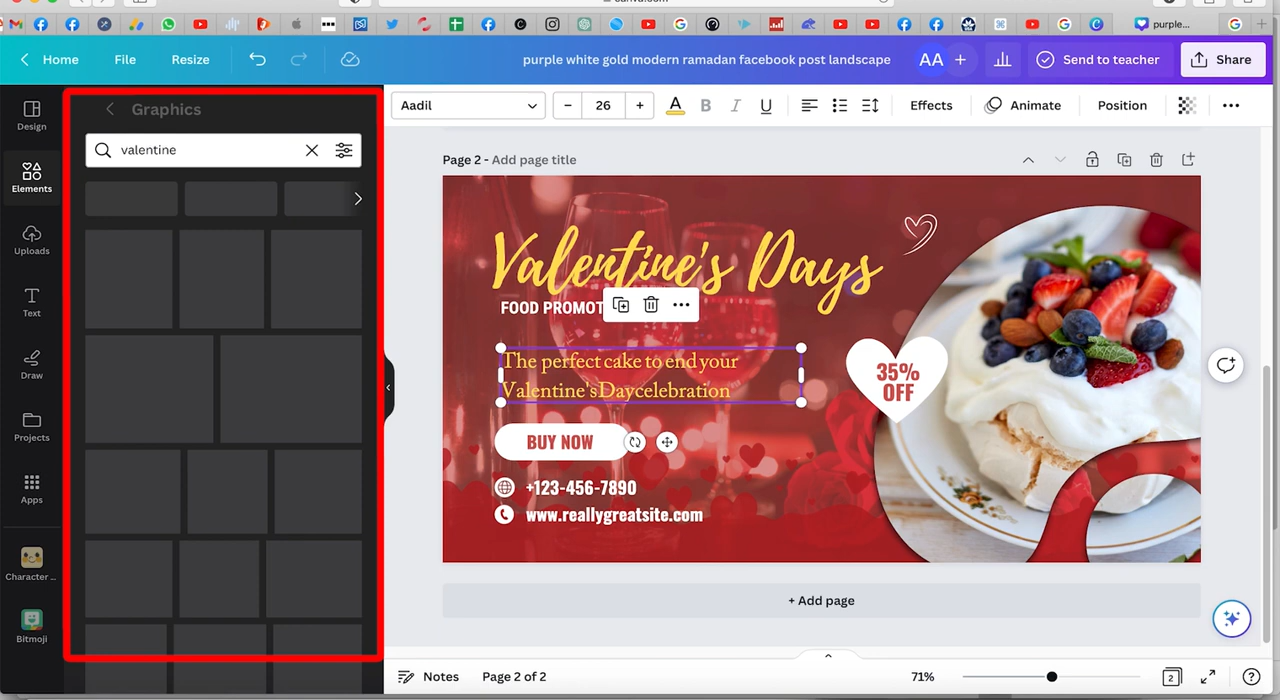 Home File Resize purple white gold modern ramadan facebook post landscape AA + Send to teacher Share
purple...
Design
Elements
Uploads
Text
Draw
Projects
Apps
Character ...
Bitmoji
Graphics
valentine
Aadil − 26 + A B I U Effects Animate Position
Page 2 - Add page title
Valentine's Days
FOOD PROMOT
The perfect cake to end your
Valentine's Day celebration
35%
OFF
BUY NOW
+123-456-7890
www.reallygreatsite.com
+ Add page
Notes Page 2 of 2 71% 2